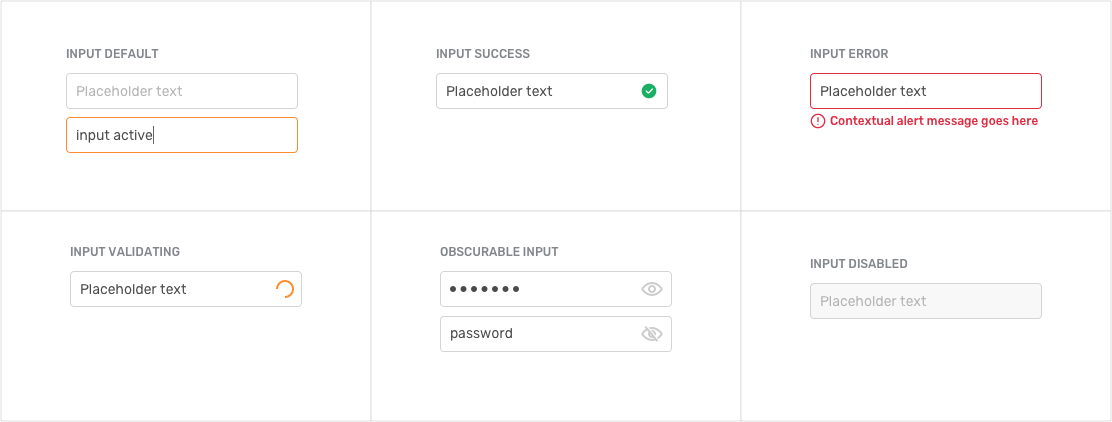 INPUT DEFAULT
Placeholder text
input active
INPUT SUCCESS
Placeholder text
INPUT ERROR
Placeholder text
Contextual alert message goes here
INPUT VALIDATING
Placeholder text
OBSCURABLE INPUT
•••••••
password
INPUT DISABLED
Placeholder text